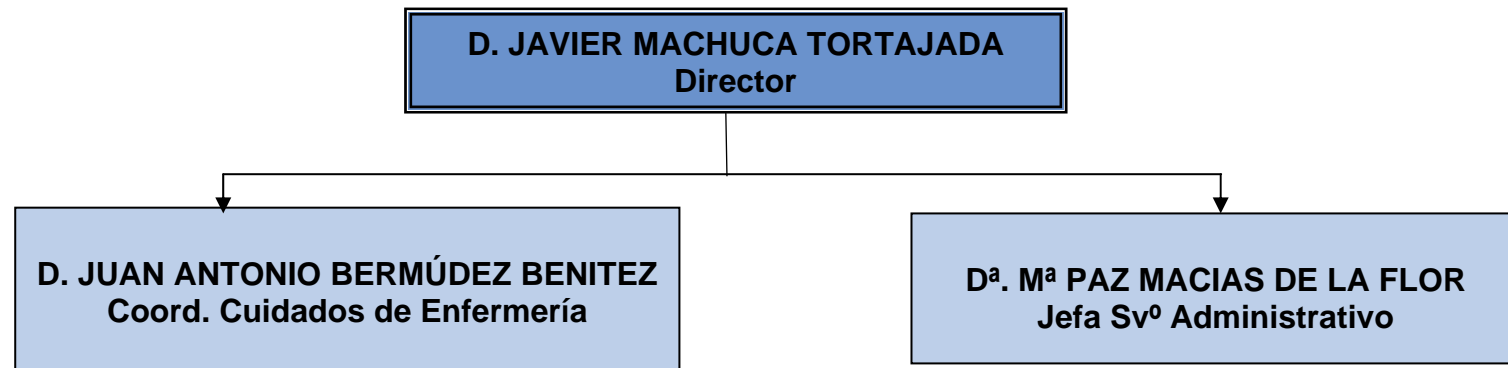 D. JAVIER MACHUCA TORTAJADA
Director
D. JUAN ANTONIO BERMÚDEZ BENITEZ
Coord. Cuidados de Enfermería
Dª. Mª PAZ MACIAS DE LA FLOR
Jefa Svº Administrativo